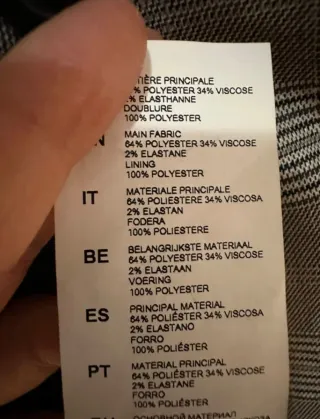 TIÈRE PRINCIPALE
% POLYESTER 34% VISCOSE
% ELASTHANNE
DOUBLURE
100% POLYESTER
MAIN FABRIC
64% POLYESTER 34% VISCOSE
2% ELASTANE
LINING
100% POLYESTER
IT MATERIALE PRINCIPALE
64% POLIESTERE 34% VISCOSA
2% ELASTAN
FODERA
100% POLIESTERE
BE BELANGRIJKSTE MATERIAAL
64% POLYESTER 34% VISCOSE
2% ELASTAAN
VOERING
100% POLYESTER
ES PRINCIPAL MATERIAL
64% POLIÉSTER 34% VISCOSA
2% ELASTANO
FORRO
100% POLIÉSTER
PT MATERIAL PRINCIPAL
64% POLIÉSTER 34% VISCOSE
2% ELASTANE
FORRO
100% POLIÉSTER
ОСНОВНОЙ МАТЕРИАЛ